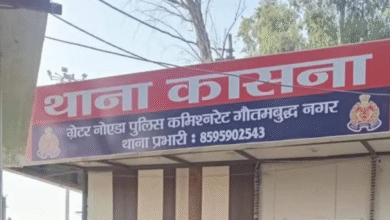 थाना कासना
ग्रेटर नोएडा पुलिस कमिश्नरेट गौतमबुद्ध नगर
थाना प्रभारी : 8595902543